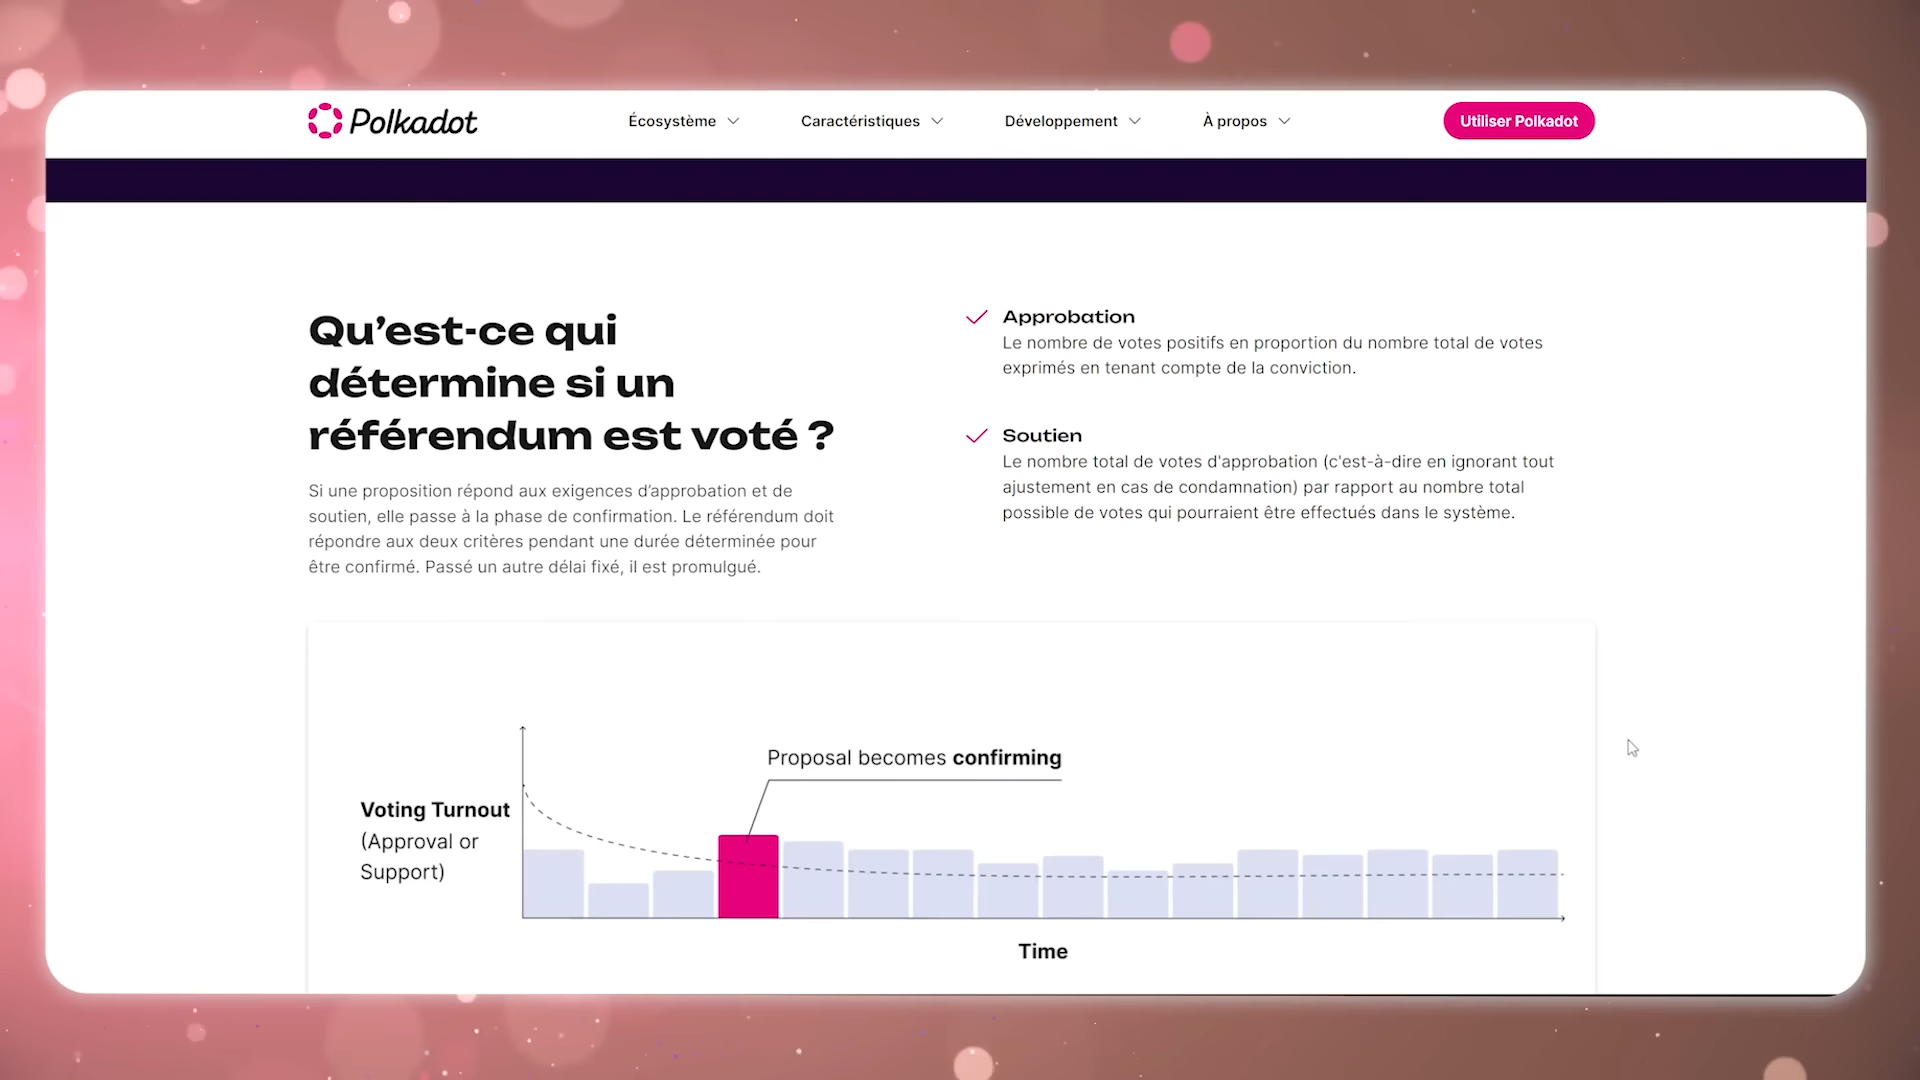 Polkadot
Écosystème
Caractéristiques
Développement
À propos
Utiliser Polkadot
Qu’est-ce qui
détermine si un
référendum est voté ?
Si une proposition répond aux exigences d’approbation et de
soutien, elle passe à la phase de confirmation. Le référendum doit
répondre aux deux critères pendant une durée déterminée pour
être confirmé. Passé un autre délai fixé, il est promulgué.
Approbation
Le nombre de votes positifs en proportion du nombre total de votes
exprimés en tenant compte de la conviction.
Soutien
Le nombre total de votes d'approbation (c'est-à-dire en ignorant tout
ajustement en cas de condamnation) par rapport au nombre total
possible de votes qui pourraient être effectués dans le système.
Proposal becomes confirming
Voting Turnout
(Approval or
Support)
Time